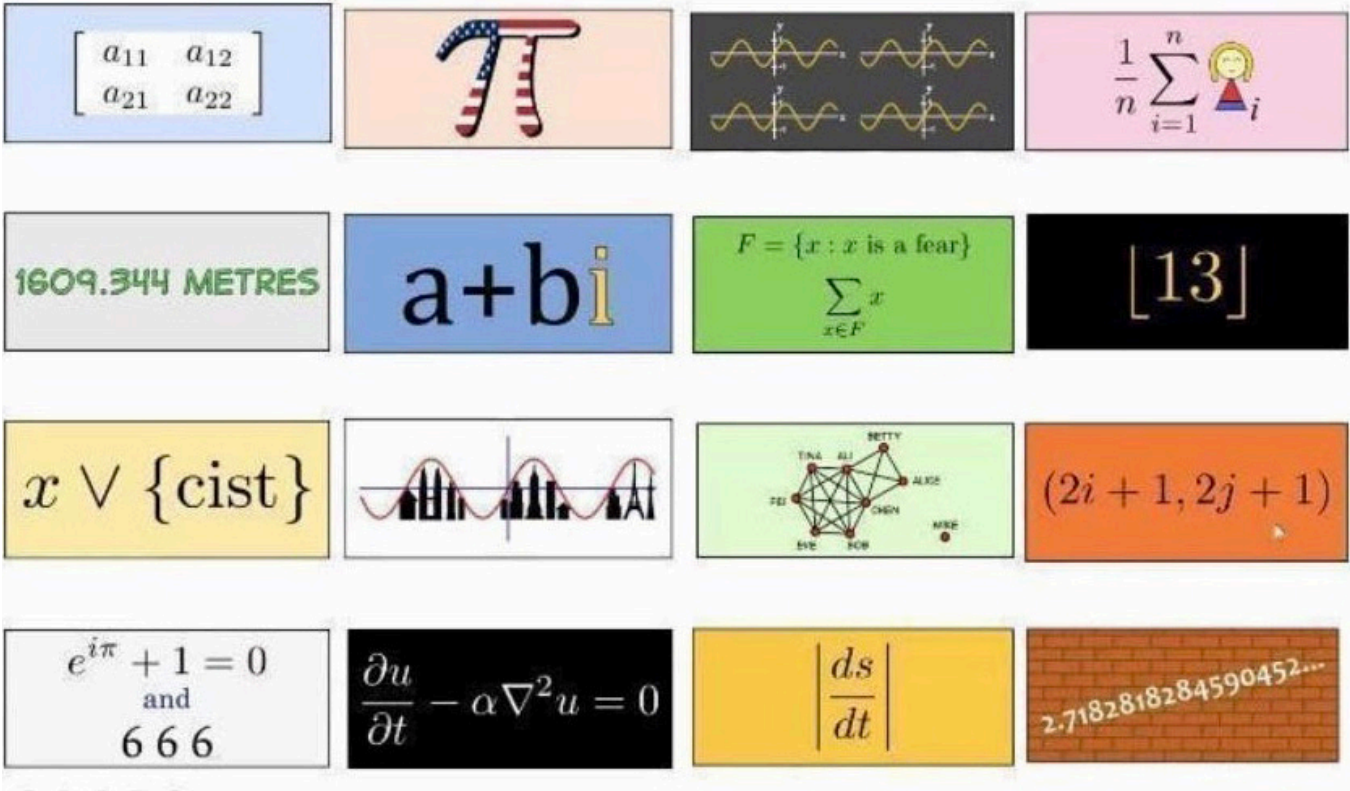 a₁₁ a₁₂
a₂₁ a₂₂
π
y x y x
y x y x
1/n ∑ⁿᵢ₌₁ ᵢ
1609.344 METRES
a+bi
F = {x : x is a fear}
∑ x
x∈F
⌊13⌋
x ∨ {cist}
BETTY
TINA ALI
ALICE
FEI
CHEN
MIKE
EVE BOB
(2i + 1, 2j + 1)
e^{iπ} + 1 = 0
and
6 6 6
∂u/∂t − α∇²u = 0
|ds/dt|
2.7182818284590452...